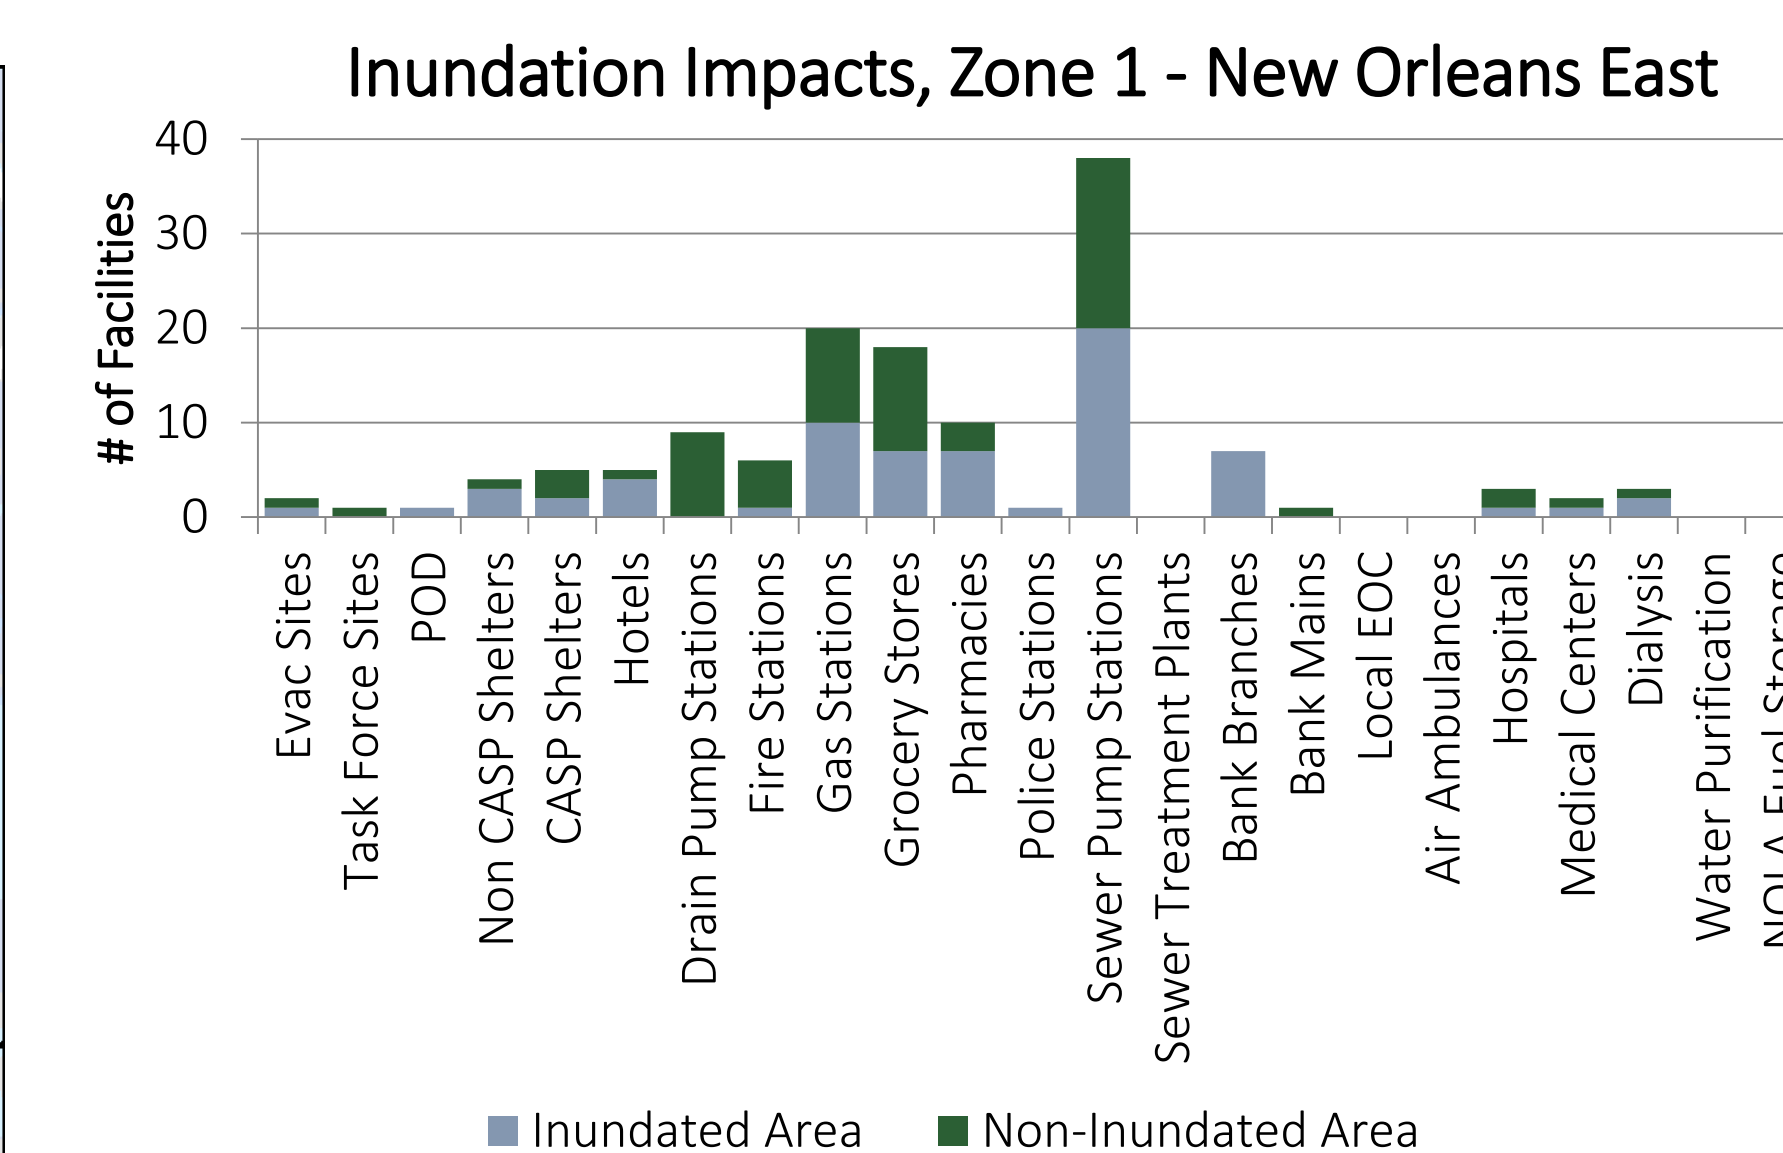 Inundation Impacts, Zone 1 - New Orleans East
# of Facilities
40
30
20
10
0
Evac Sites
Task Force Sites
POD
Non CASP Shelters
CASP Shelters
Hotels
Drain Pump Stations
Fire Stations
Gas Stations
Grocery Stores
Pharmacies
Police Stations
Sewer Pump Stations
Sewer Treatment Plants
Bank Branches
Bank Mains
Local EOC
Air Ambulances
Hospitals
Medical Centers
Dialysis
Water Purification
NOLA Fuel Storage
Inundated Area
Non-Inundated Area